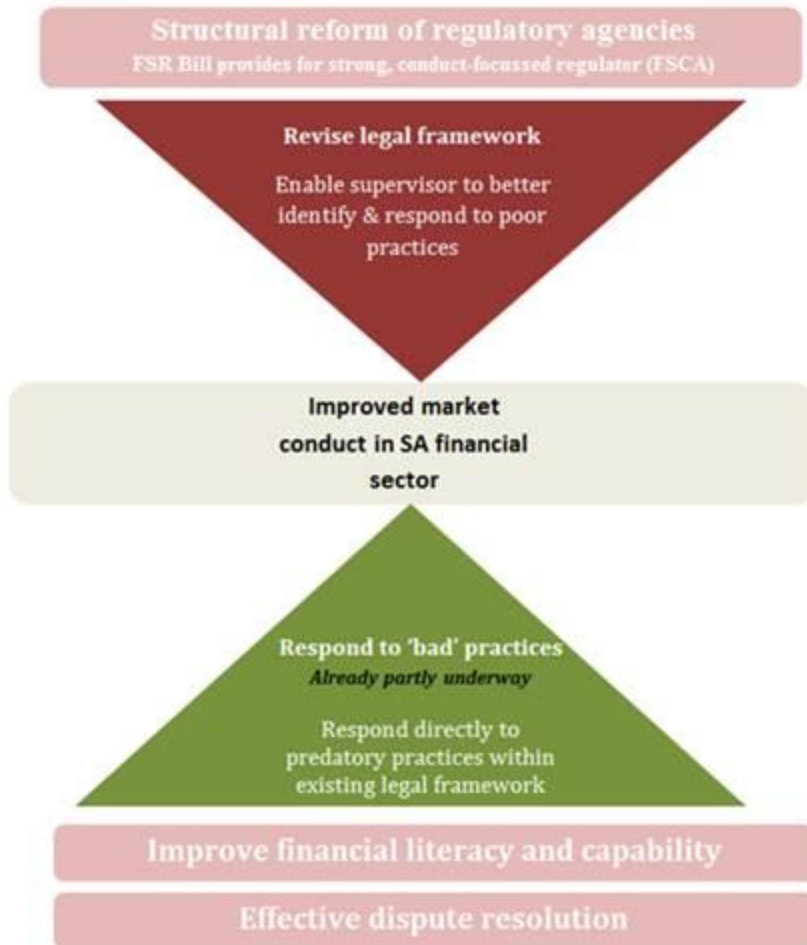 Structural reform of regulatory agencies
FSR Bill provides for strong, conduct-focussed regulator (FSCA)
Revise legal framework
Enable supervisor to better
identify & respond to poor
practices
Improved market
conduct in SA financial
sector
Respond to 'bad' practices
Already partly underway
Respond directly to
predatory practices within
existing legal framework
Improve financial literacy and capability
Effective dispute resolution